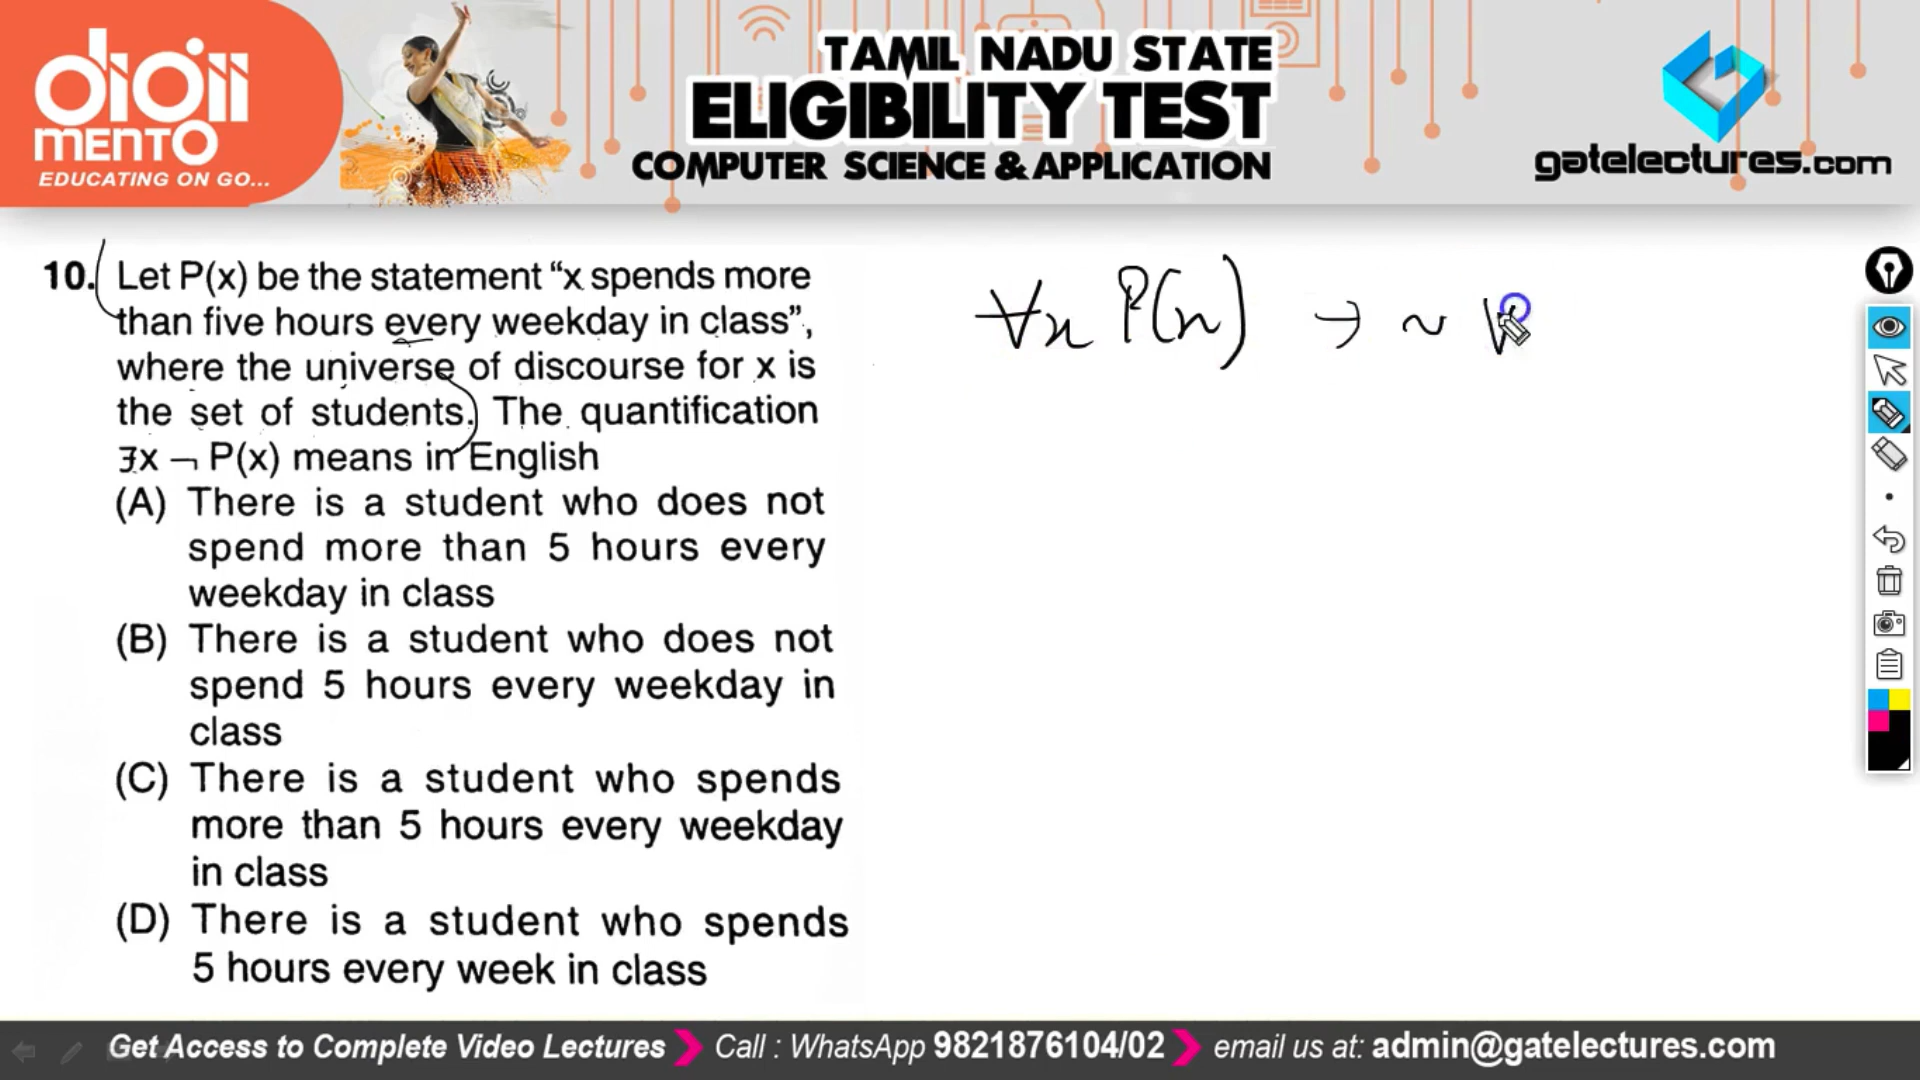 digii
MENTO
EDUCATING ON GO...
TAMIL NADU STATE
ELIGIBILITY TEST
COMPUTER SCIENCE & APPLICATION
gatelectures.com
10. Let P(x) be the statement “x spends more
than five hours every weekday in class”,
where the universe of discourse for x is
the set of students. The quantification
∃x ¬ P(x) means in English
(A) There is a student who does not
spend more than 5 hours every
weekday in class
(B) There is a student who does not
spend 5 hours every weekday in
class
(C) There is a student who spends
more than 5 hours every weekday
in class
(D) There is a student who spends
5 hours every week in class
∀x P(x) → ~
Get Access to Complete Video Lectures Call : WhatsApp 9821876104/02 email us at: admin@gatelectures.com